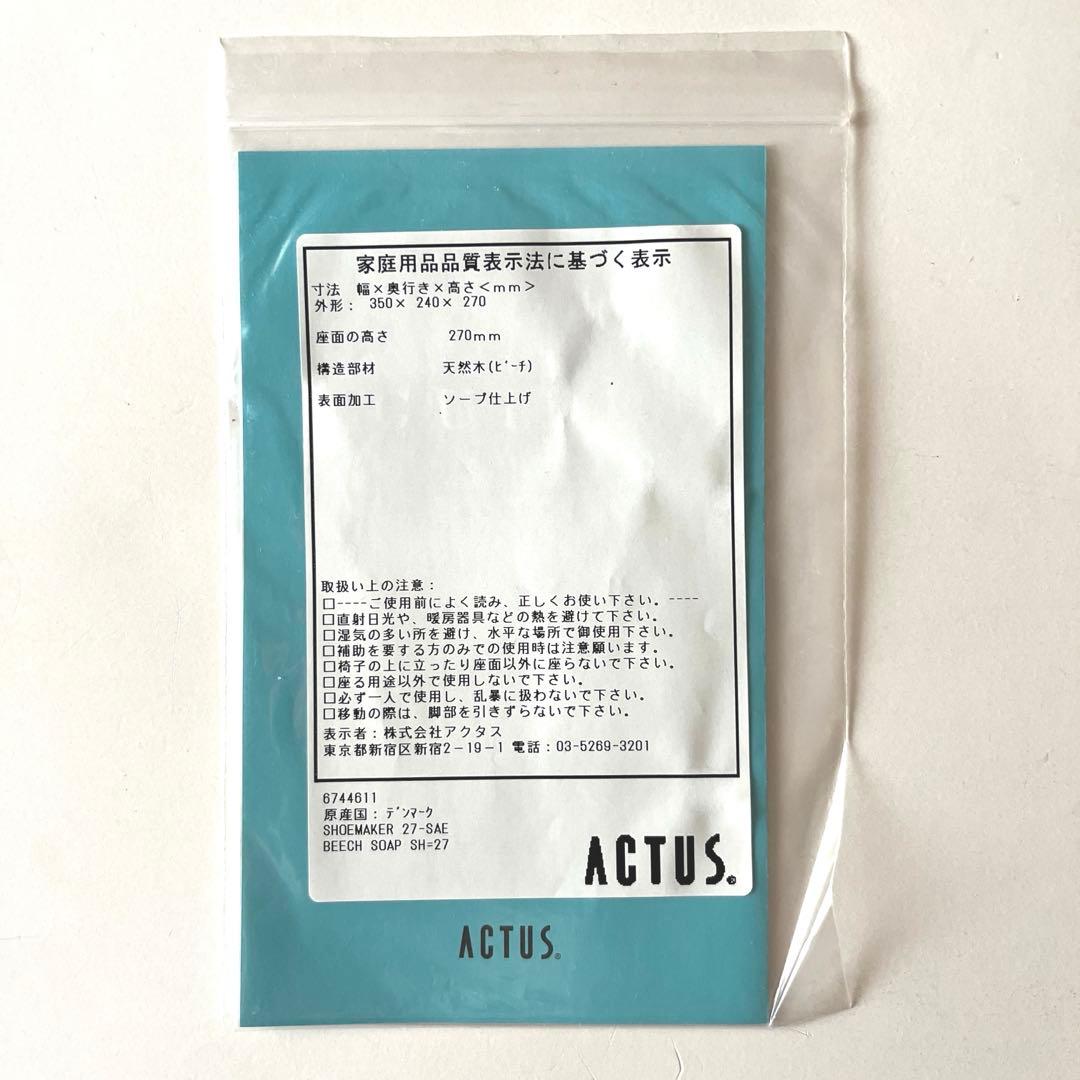 家庭用品品質表示法に基づく表示
寸法 幅×奥行き×高さ<mm>
外形： 350× 240× 270
座面の高さ 270mm
構造部材 天然木(ﾋﾞｰﾁ)
表面加工 ソープ仕上げ
取扱い上の注意：
□----ご使用前によく読み、正しくお使い下さい。----
□直射日光や、暖房器具などの熱を避けて下さい。
□湿気の多い所を避け、水平な場所で御使用下さい。
□補助を要する方のみでの使用時は注意願います。
□椅子の上に立ったり座面以外に座らないで下さい。
□座る用途以外で使用しないで下さい。
□必ず一人で使用し、乱暴に扱わないで下さい。
□移動の際は、脚部を引きずらないで下さい。
表示者：株式会社アクタス
東京都新宿区新宿2－19－1 電話：03-5269-3201
6744611
原産国：ﾃﾞﾝﾏｰｸ
SHOEMAKER 27-SAE
BEECH SOAP SH=27
ACTUS®
ACTUS®